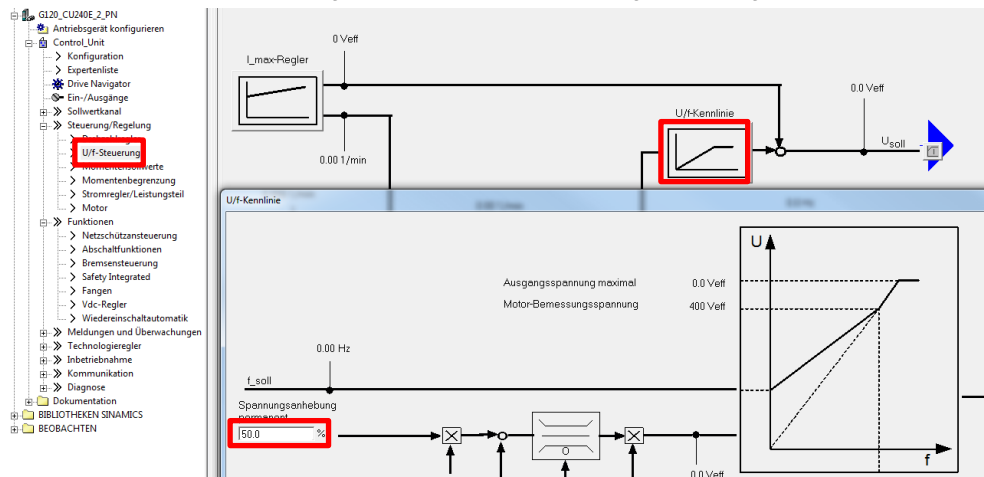 G120_CU240E_2_PN
Antriebsgerät konfigurieren
Control_Unit
Konfiguration
Expertenliste
Drive Navigator
Ein-/Ausgänge
Sollwertkanal
Steuerung/Regelung
U/f-Steuerung
Momentensollwerte
Momentenbegrenzung
Stromregler/Leistungsteil
Motor
Funktionen
Netzschützansteuerung
Abschaltfunktionen
Bremsensteuerung
Safety Integrated
Fangen
Vdc-Regler
Wiedereinschaltautomatik
Meldungen und Überwachungen
Technologieregler
Inbetriebnahme
Kommunikation
Diagnose
Dokumentation
BIBLIOTHEKEN SINAMICS
BEOBACHTEN
0 Veff
I_max-Regler
0.00 1/min
U/f-Kennlinie
0.0 Veff
U_soll
U/f-Kennlinie
Ausgangsspannung maximal 0.0 Veff
Motor-Bemessungsspannung 400 Veff
U
f
0.00 Hz
f_soll
Spannungsanhebung
permanent
50.0 %
0.0 Veff